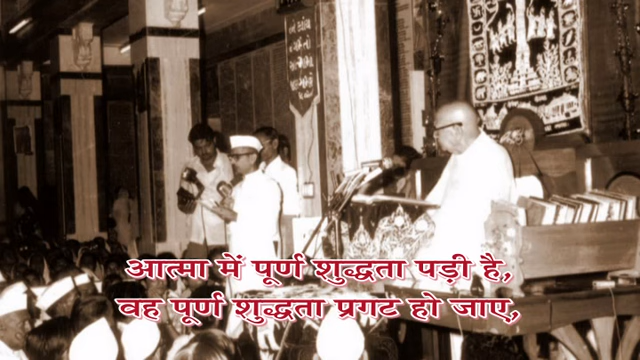 आत्मा में पूर्ण शुद्धता पड़ी है,
वह पूर्ण शुद्धता प्रगट हो जाए,